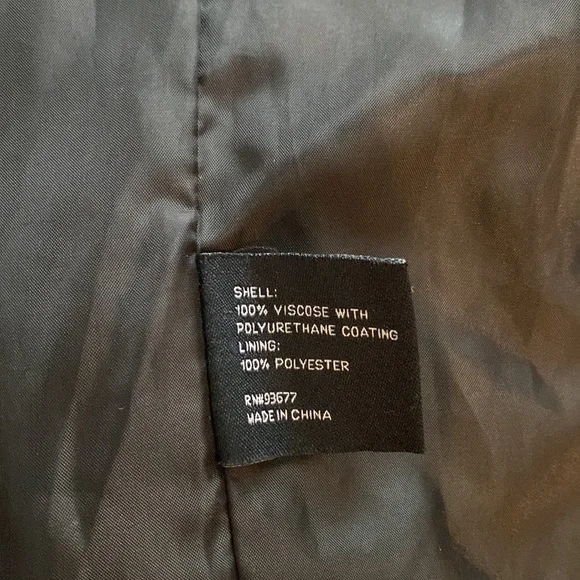 SHELL:
100% VISCOSE WITH
POLYURETHANE COATING
LINING:
100% POLYESTER
RN#93677
MADE IN CHINA